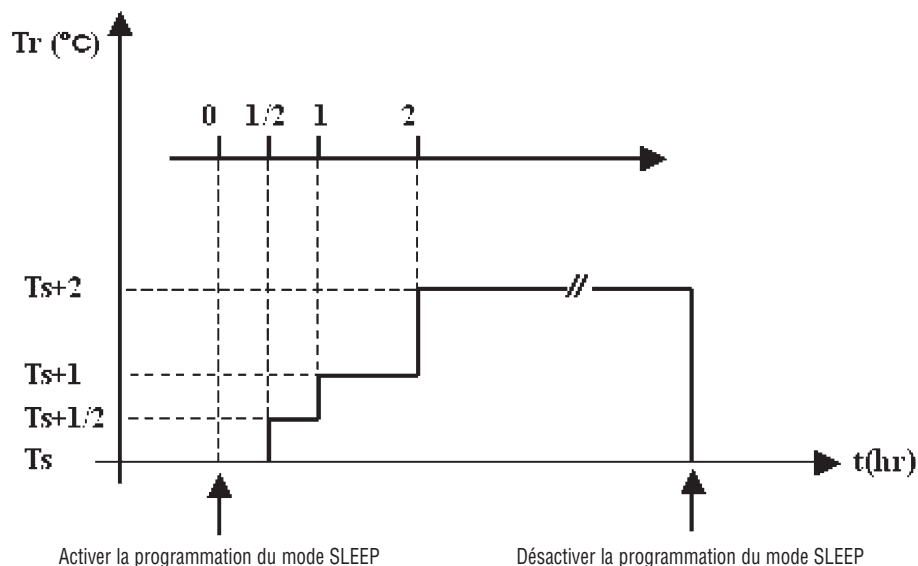 Tr (°C)
0 1/2 1 2
Ts+2
Ts+1
Ts+1/2
Ts
t(hr)
Activer la programmation du mode SLEEP
Désactiver la programmation du mode SLEEP